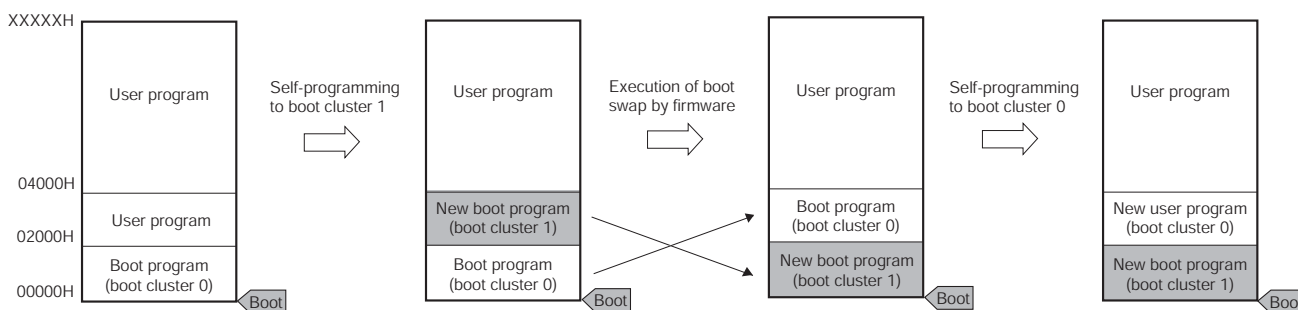 XXXXXH
User program
04000H
User program
02000H
Boot program
(boot cluster 0)
00000H
Boot
Self-programming
to boot cluster 1
User program
New boot program
(boot cluster 1)
Boot program
(boot cluster 0)
Boot
Execution of boot
swap by firmware
User program
Boot program
(boot cluster 0)
New boot program
(boot cluster 1)
Boot
Self-programming
to boot cluster 0
User program
New user program
(boot cluster 0)
New boot program
(boot cluster 1)
Boo